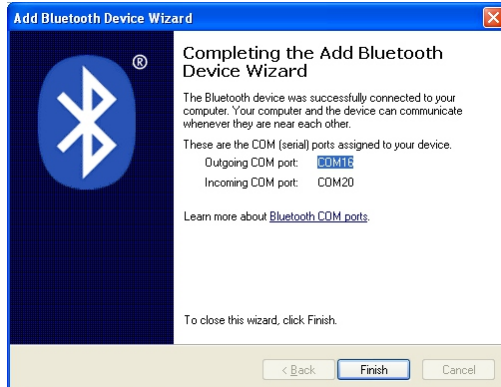 Add Bluetooth Device Wizard
®
Completing the Add Bluetooth
Device Wizard
The Bluetooth device was successfully connected to your
computer. Your computer and the device can communicate
whenever they are near each other.
These are the COM (serial) ports assigned to your device.
Outgoing COM port: COM16
Incoming COM port: COM20
Learn more about Bluetooth COM ports.
To close this wizard, click Finish.
< Back Finish Cancel